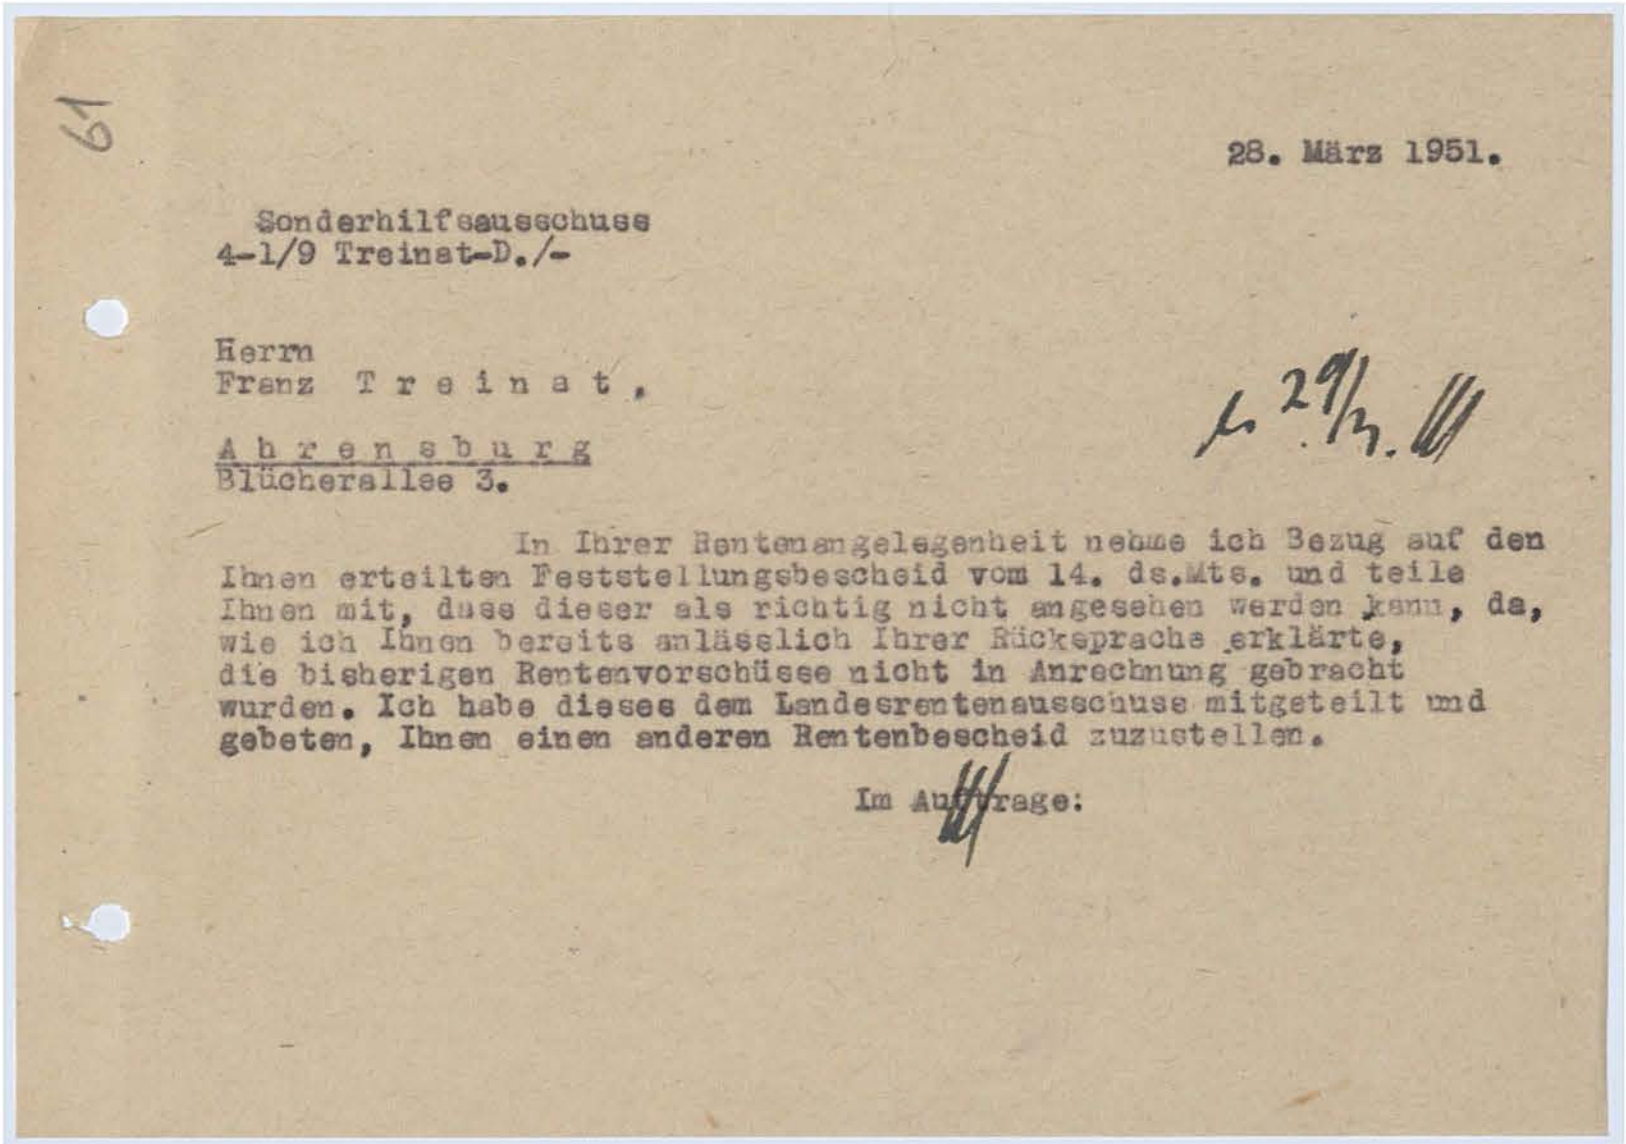 61
28. März 1951.
Sonderhilfsausschuss
4-1/9 Treinat-D./-
Herrn
Franz T r e i n a t ,
A h r e n s b u r g
Blücherallee 3.
29/3.
In Ihrer Rentenangelegenheit nehme ich Bezug auf den
Ihnen erteilten Feststellungsbescheid vom 14. ds.Mts. und teile
Ihnen mit, dass dieser als richtig nicht angesehen werden kann, da,
wie ich Ihnen bereits anlässlich Ihrer Rücksprache erklärte,
die bisherigen Rentenvorschüsse nicht in Anrechnung gebracht
wurden. Ich habe dieses dem Landesrentenausschuss mitgeteilt und
gebeten, Ihnen einen anderen Rentenbescheid zuzustellen.
Im Auftrage: